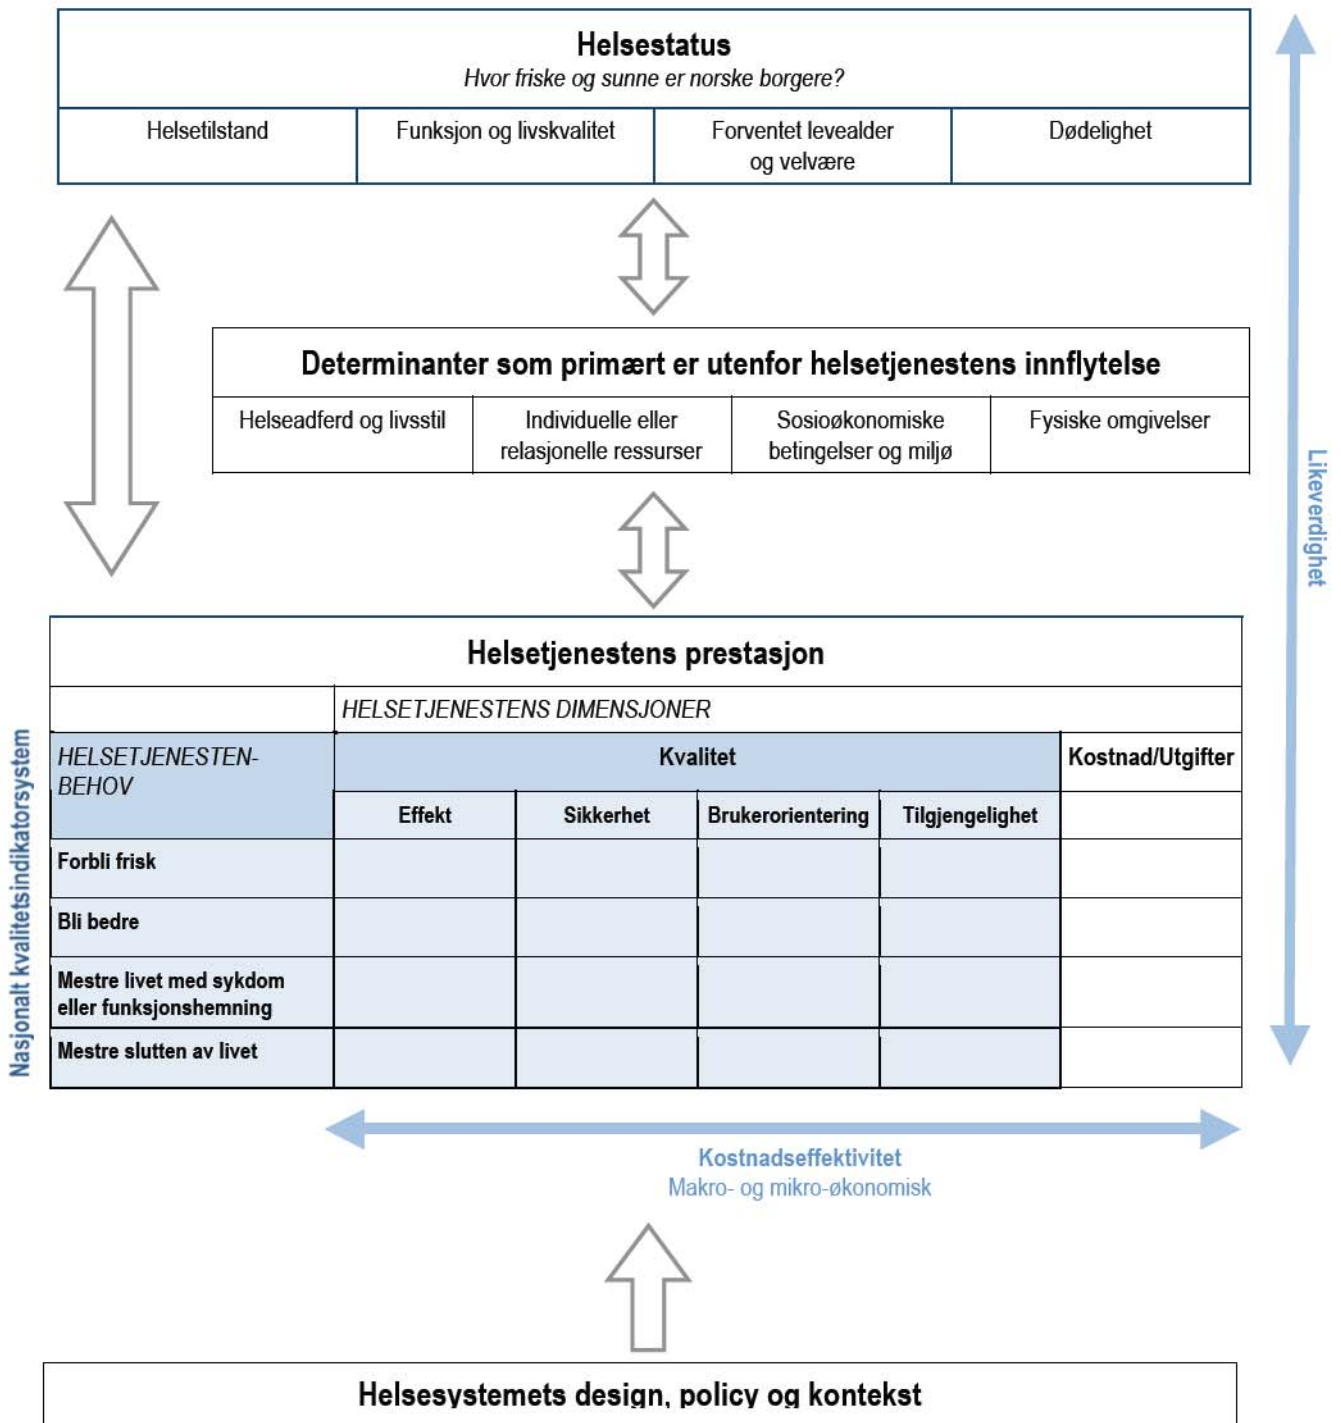 Helsestatus
Hvor friske og sunne er norske borgere?
Helsetilstand
Funksjon og livskvalitet
Forventet levealder
og velvære
Dødelighet
Determinanter som primært er utenfor helsetjenestens innflytelse
Helseadferd og livsstil
Individuelle eller
relasjonelle ressurser
Sosioøkonomiske
betingelser og miljø
Fysiske omgivelser
Likeverdighet
Nasjonalt kvalitetsindikatorsystem
Helsetjenestens prestasjon
HELSETJENESTENS DIMENSJONER
HELSETJENESTEN-
BEHOV
Kvalitet
Kostnad/Utgifter
Effekt
Sikkerhet
Brukerorientering
Tilgjengelighet
Forbli frisk
Bli bedre
Mestre livet med sykdom
eller funksjonshemning
Mestre slutten av livet
Kostnadseffektivitet
Makro- og mikro-økonomisk
Helsesystemets design, policy og kontekst